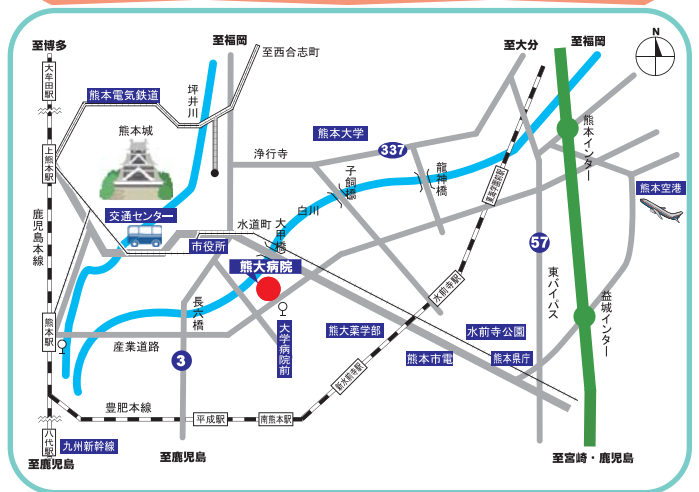 至博多
至福岡
至西合志町
至大分
至福岡
N
大牟田駅
熊本電気鉄道
坪井川
熊本城
熊本大学
337
熊本インター
上熊本駅
浄行寺
子飼橋
龍神橋
東海学園前駅
熊本空港
白川
交通センター
水道町
大甲橋
市役所
鹿児島本線
熊大病院
57
東バイパス
水前寺駅
益城インター
長六橋
熊本駅
産業道路
大学病院前
熊大薬学部
水前寺公園
熊本市電
熊本県庁
3
新水前寺駅
豊肥本線
平成駅
南熊本駅
八代駅
九州新幹線
至鹿児島
至鹿児島
至宮崎・鹿児島